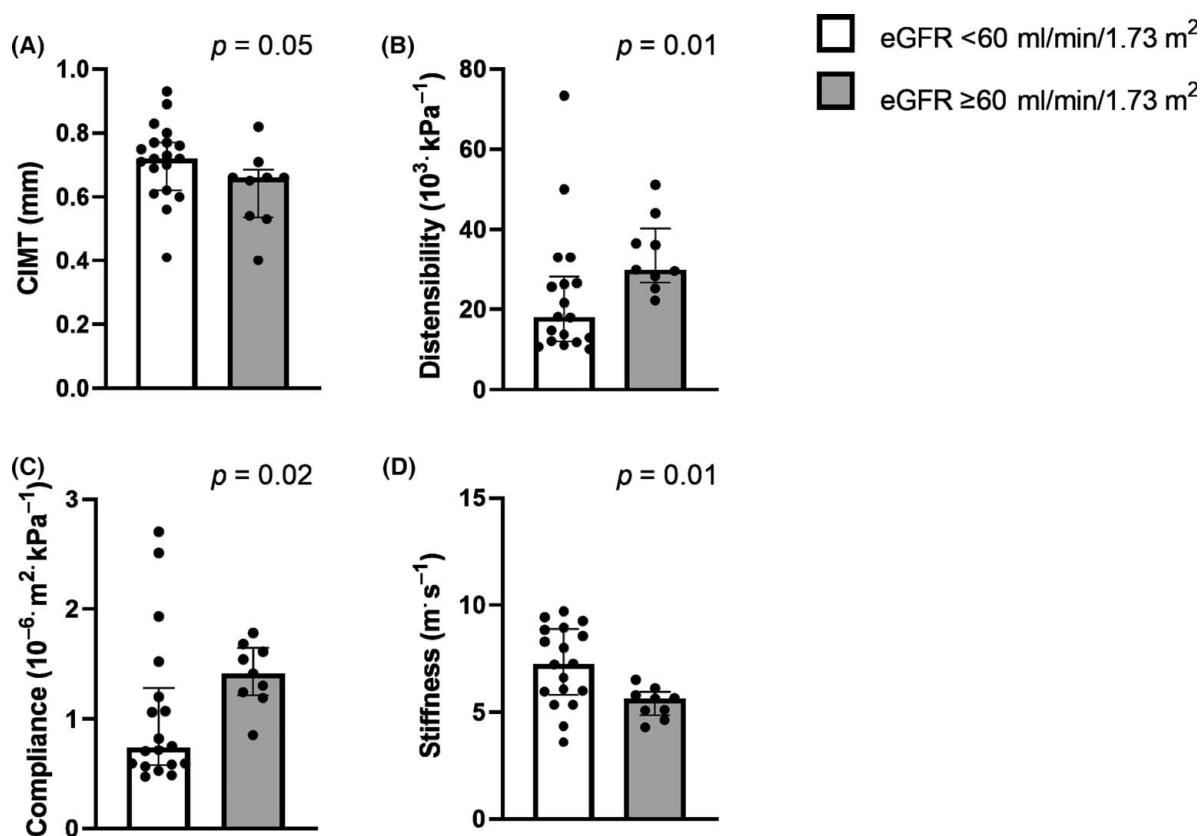 (A)
p = 0.05
CIMT (mm)
1.0
0.8
0.6
0.4
0.2
0.0
(B)
p = 0.01
Distensibility (10³·kPa⁻¹)
80
60
40
20
0
eGFR <60 ml/min/1.73 m²
eGFR ≥60 ml/min/1.73 m²
(C)
p = 0.02
Compliance (10⁻⁶·m²·kPa⁻¹)
3
2
1
0
(D)
p = 0.01
Stiffness (m·s⁻¹)
15
10
5
0